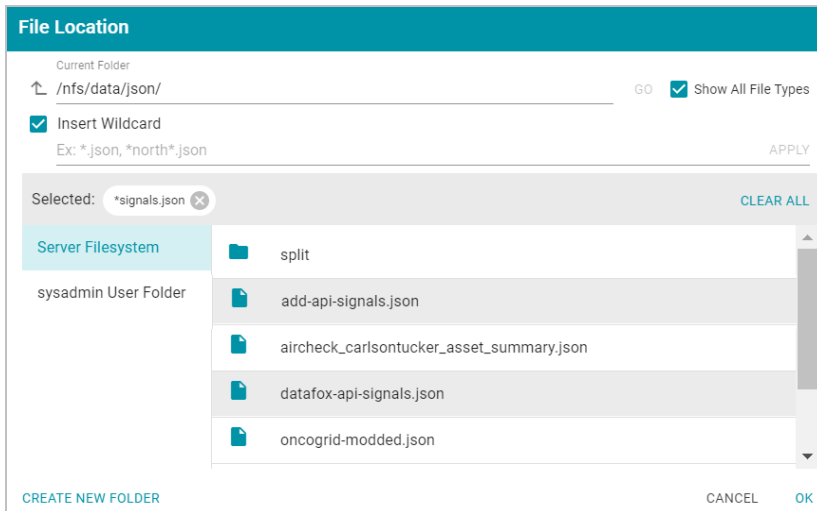 File Location
Current Folder
/nfs/data/json/
GO
Show All File Types
Insert Wildcard
Ex: *.json, *north*.json
APPLY
Selected: *signals.json
CLEAR ALL
Server Filesystem
sysadmin User Folder
split
add-api-signals.json
aircheck_carlsontucker_asset_summary.json
datafox-api-signals.json
oncogrid-modded.json
CREATE NEW FOLDER
CANCEL
OK